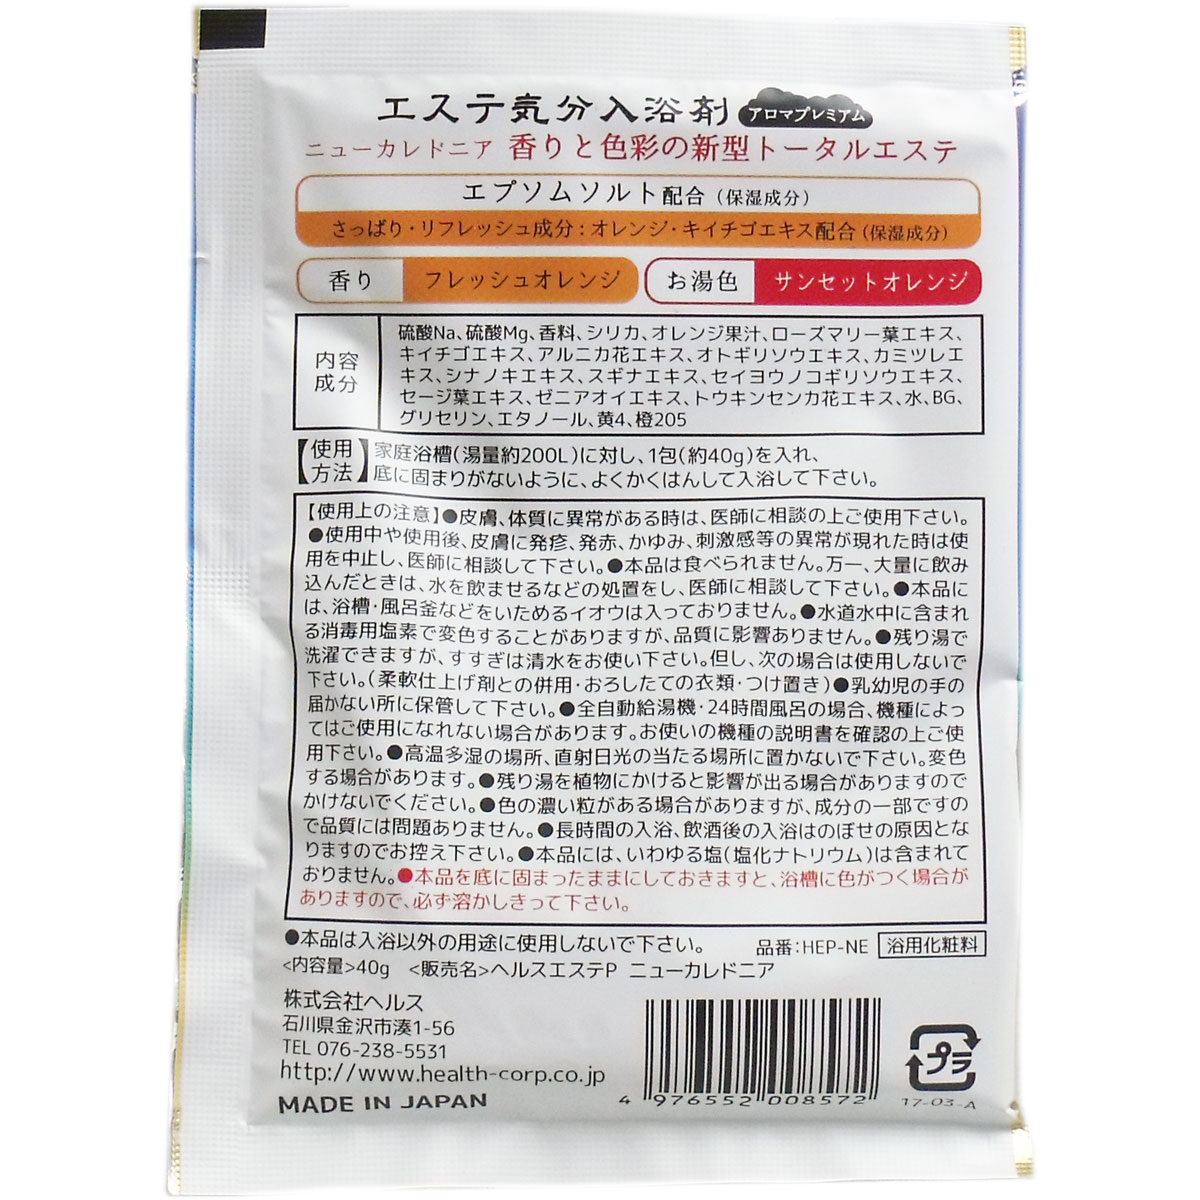 エステ気分入浴剤 アロマプレミアム
ニューカレドニア 香りと色彩の新型トータルエステ
エプソムソルト配合(保湿成分)
さっぱり・リフレッシュ成分:オレンジ・キイチゴエキス配合(保湿成分)
香り フレッシュオレンジ お湯色 サンセットオレンジ
内容成分
硫酸Na、硫酸Mg、香料、シリカ、オレンジ果汁、ローズマリー葉エキス、
キイチゴエキス、アルニカ花エキス、オトギリソウエキス、カミツレエ
キス、シナノキエキス、スギナエキス、セイヨウノコギリソウエキス、
セージ葉エキス、ゼニアオイエキス、トウキンセンカ花エキス、水、BG、
グリセリン、エタノール、黄4、橙205
【使用方法】
家庭浴槽(湯量約200L)に対し、1包(約40g)を入れ、
底に固まりがないように、よくかくはんして入浴して下さい。
【使用上の注意】●皮膚、体質に異常がある時は、医師に相談の上ご使用下さい。
●使用中や使用後、皮膚に発疹、発赤、かゆみ、刺激感等の異常が現れた時は使
用を中止し、医師に相談して下さい。●本品は食べられません。万一、大量に飲み
込んだときは、水を飲ませるなどの処置をし、医師に相談して下さい。●本品に
は、浴槽・風呂釜などをいためるイオウは入っておりません。●水道水中に含まれ
る消毒用塩素で変色することがありますが、品質に影響ありません。●残り湯で
洗濯できますが、すすぎは清水をお使い下さい。但し、次の場合は使用しないで
下さい。(柔軟仕上げ剤との併用・おろしたての衣類・つけ置き)●乳幼児の手の
届かない所に保管して下さい。●全自動給湯機・24時間風呂の場合、機種によっ
てはご使用になれない場合があります。お使いの機種の説明書を確認の上ご使
用下さい。●高温多湿の場所、直射日光の当たる場所に置かないで下さい。変色
する場合があります。●残り湯を植物にかけると影響が出る場合がありますので
かけないでください。●色の濃い粒がある場合がありますが、成分の一部ですの
で品質には問題ありません。●長時間の入浴、飲酒後の入浴はのぼせの原因とな
りますのでお控え下さい。●本品には、いわゆる塩(塩化ナトリウム)は含まれて
おりません。●本品を底に固まったままにしておきますと、浴槽に色がつく場合が
ありますので、必ず溶かしきって下さい。
●本品は入浴以外の用途に使用しないで下さい。 品番:HEP-NE 浴用化粧料
<内容量>40g <販売名>ヘルスエステP ニューカレドニア
株式会社ヘルス
石川県金沢市湊1-56
TEL 076-238-5531
http://www.health-corp.co.jp
MADE IN JAPAN
4 976552 008572
プラ
17-03-A